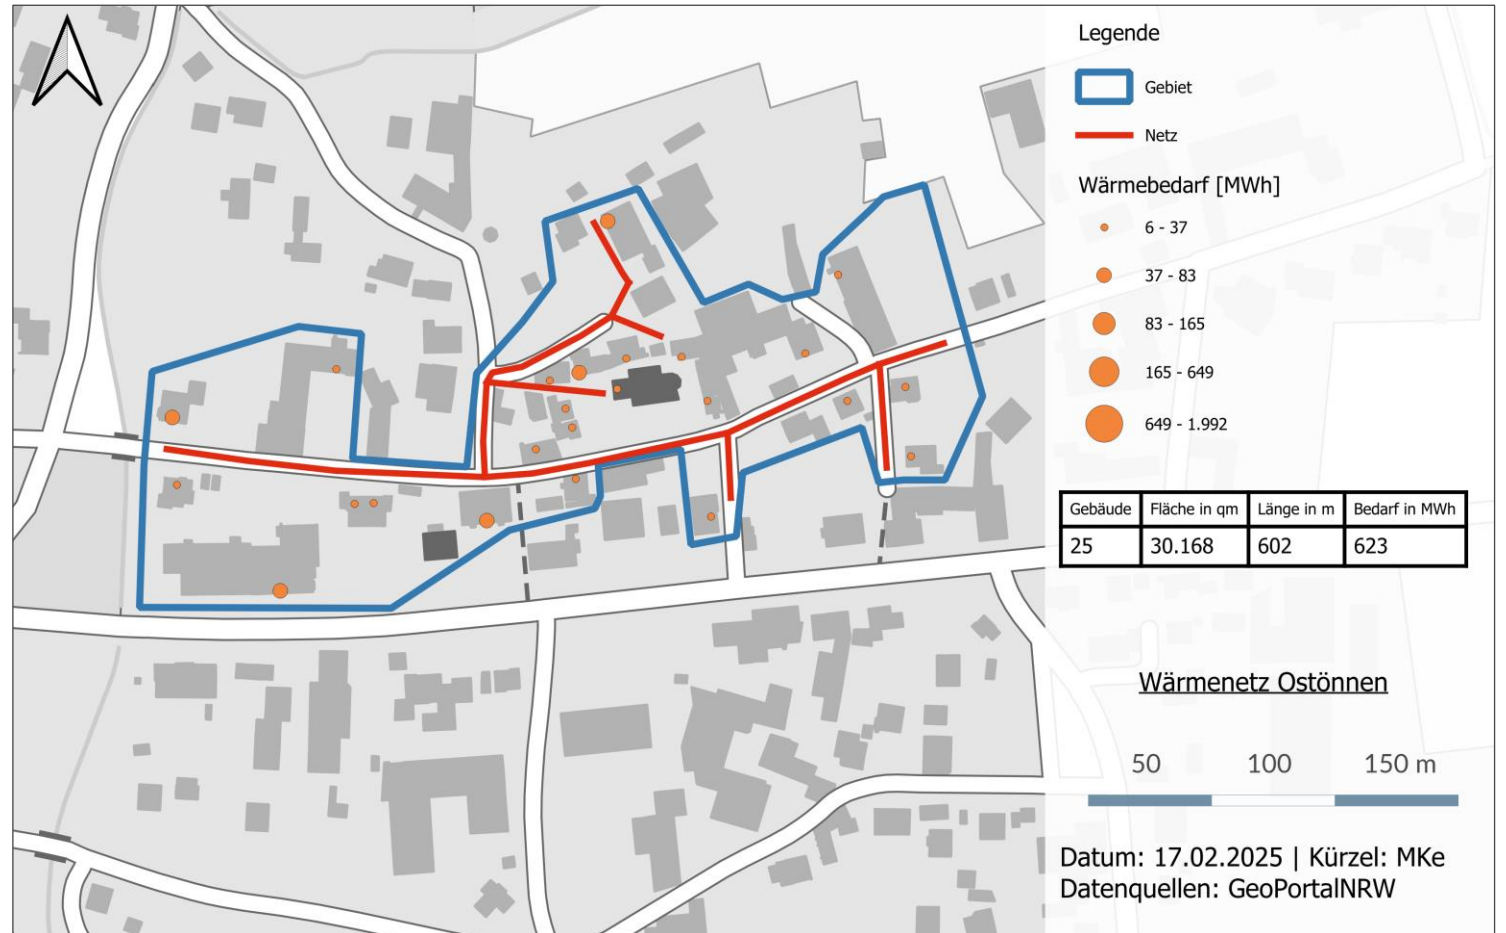 Legende
Gebiet
Netz
Wärmebedarf [MWh]
6 - 37
37 - 83
83 - 165
165 - 649
649 - 1.992
Gebäude Fläche in qm Länge in m Bedarf in MWh
25 30.168 602 623
Wärmenetz Ostönnen
50 100 150 m
Datum: 17.02.2025 | Kürzel: MKe
Datenquellen: GeoPortalNRW